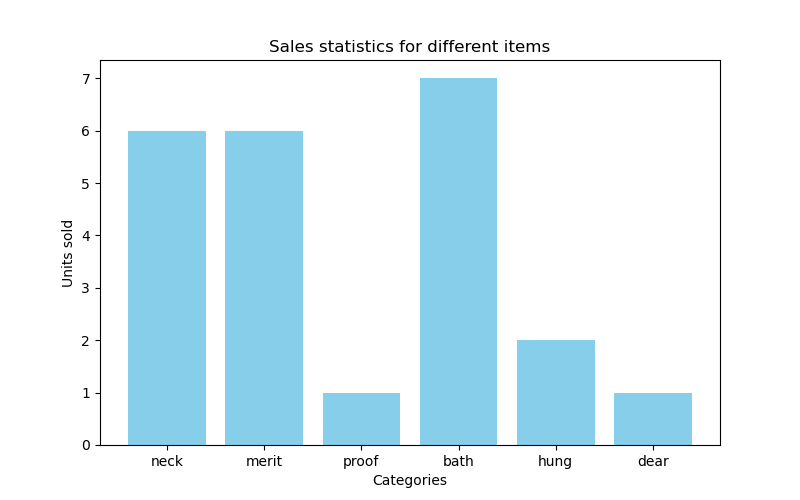 Sales statistics for different items
Units sold
7
6
5
4
3
2
1
0
neck merit proof bath hung dear
Categories